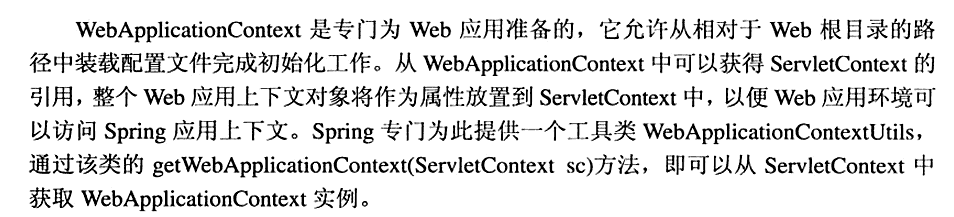 WebApplicationContext 是专门为 Web 应用准备的，它允许从相对于 Web 根目录的路
径中装载配置文件完成初始化工作。从 WebApplicationContext 中可以获得 ServletContext 的
引用，整个 Web 应用上下文对象将作为属性放置到 ServletContext 中，以便 Web 应用环境可
以访问 Spring 应用上下文。Spring 专门为此提供一个工具类 WebApplicationContextUtils，
通过该类的 getWebApplicationContext(ServletContext sc)方法，即可以从 ServletContext 中
获取 WebApplicationContext 实例。